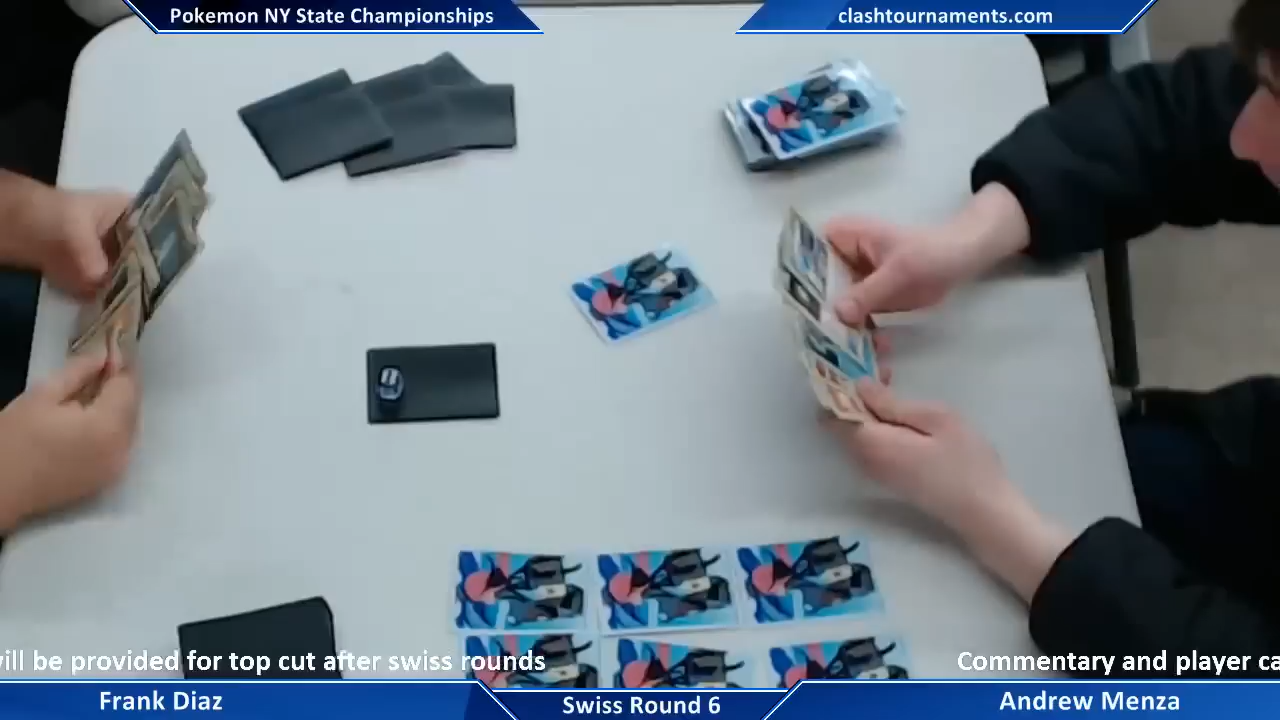 Pokemon NY State Championships
clashtournaments.com
will be provided for top cut after swiss rounds
Commentary and player ca
Frank Diaz
Swiss Round 6
Andrew Menza